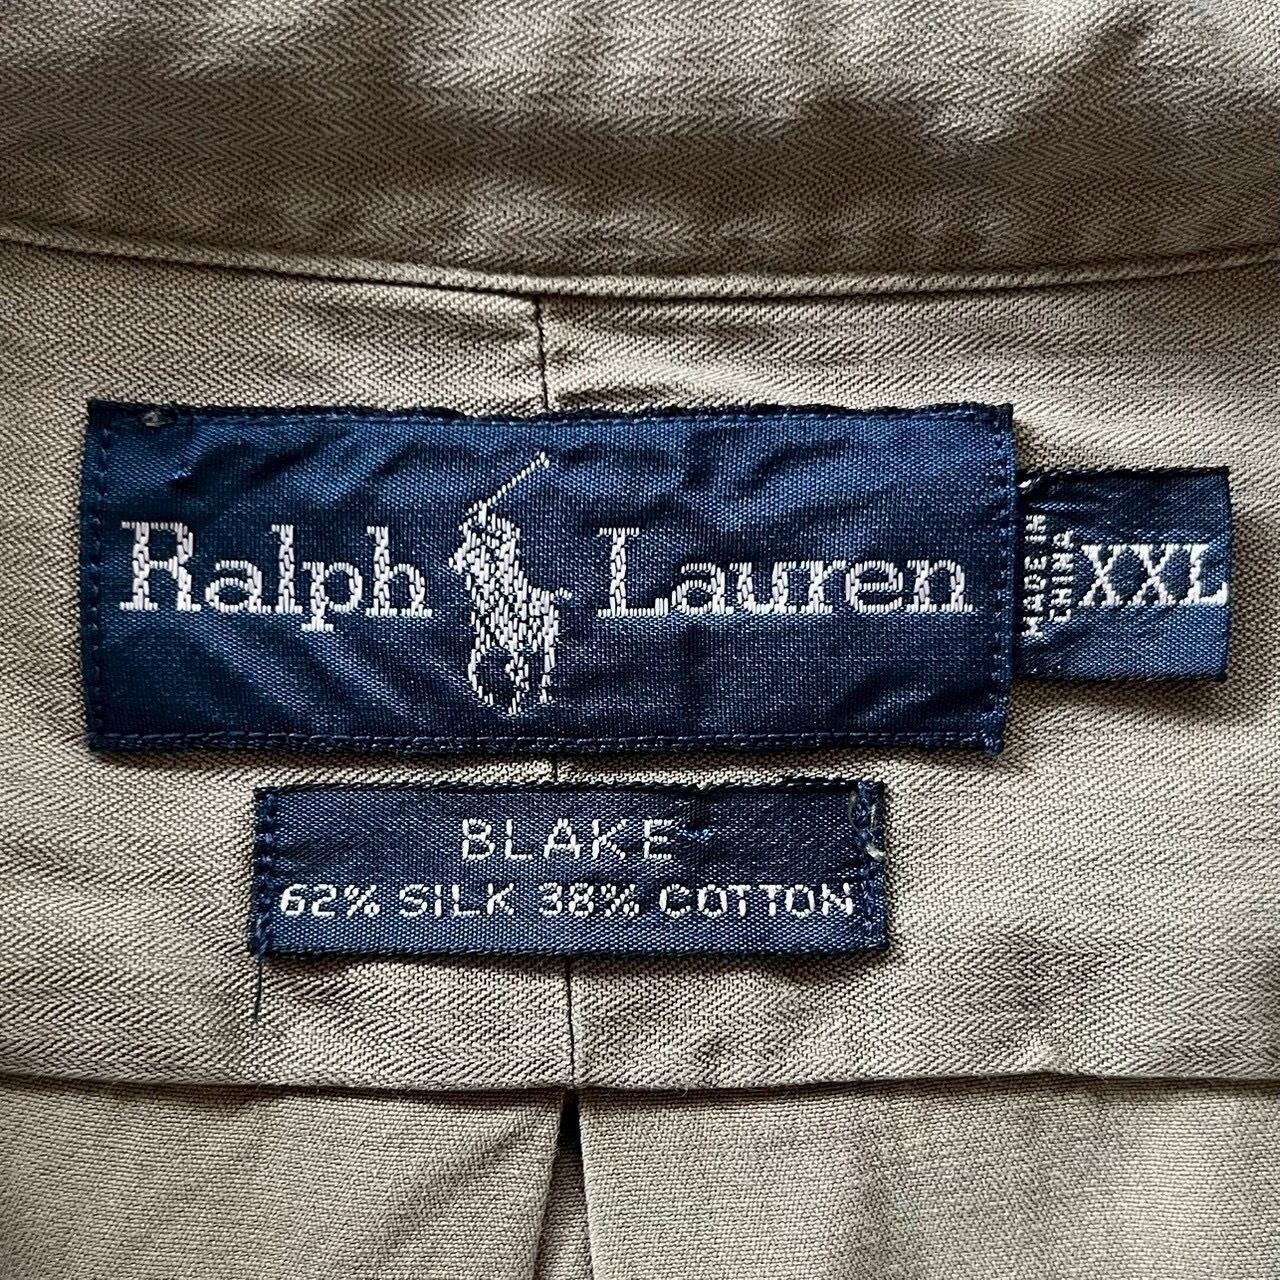 Ralph Lauren
MADE IN
CHINA
XXL
BLAKE
62% SILK 38% COTTON